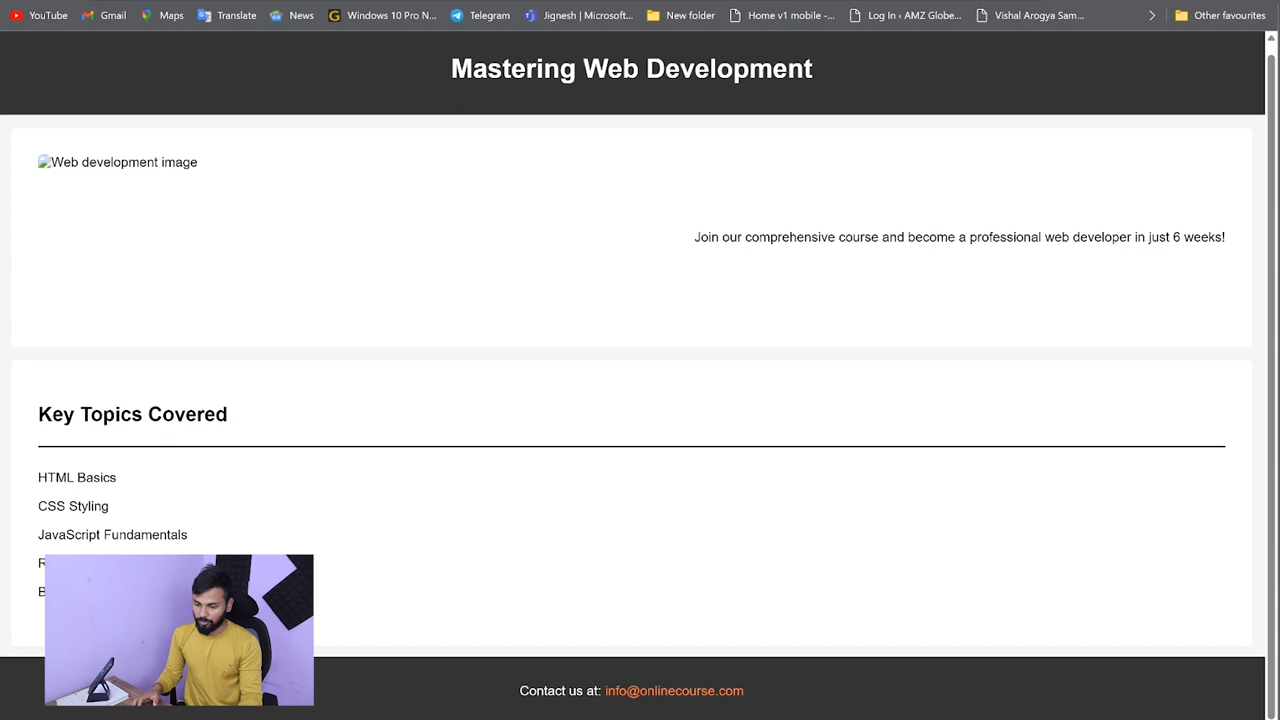 YouTube Gmail Maps Translate News Windows 10 Pro N... Telegram Jignesh | Microsoft... New folder Home v1 mobile -... Log In ‹ AMZ Globe... Vishal Arogya Sam... Other favourites
Mastering Web Development
Web development image
Join our comprehensive course and become a professional web developer in just 6 weeks!
Key Topics Covered
HTML Basics
CSS Styling
JavaScript Fundamentals
Contact us at: info@onlinecourse.com